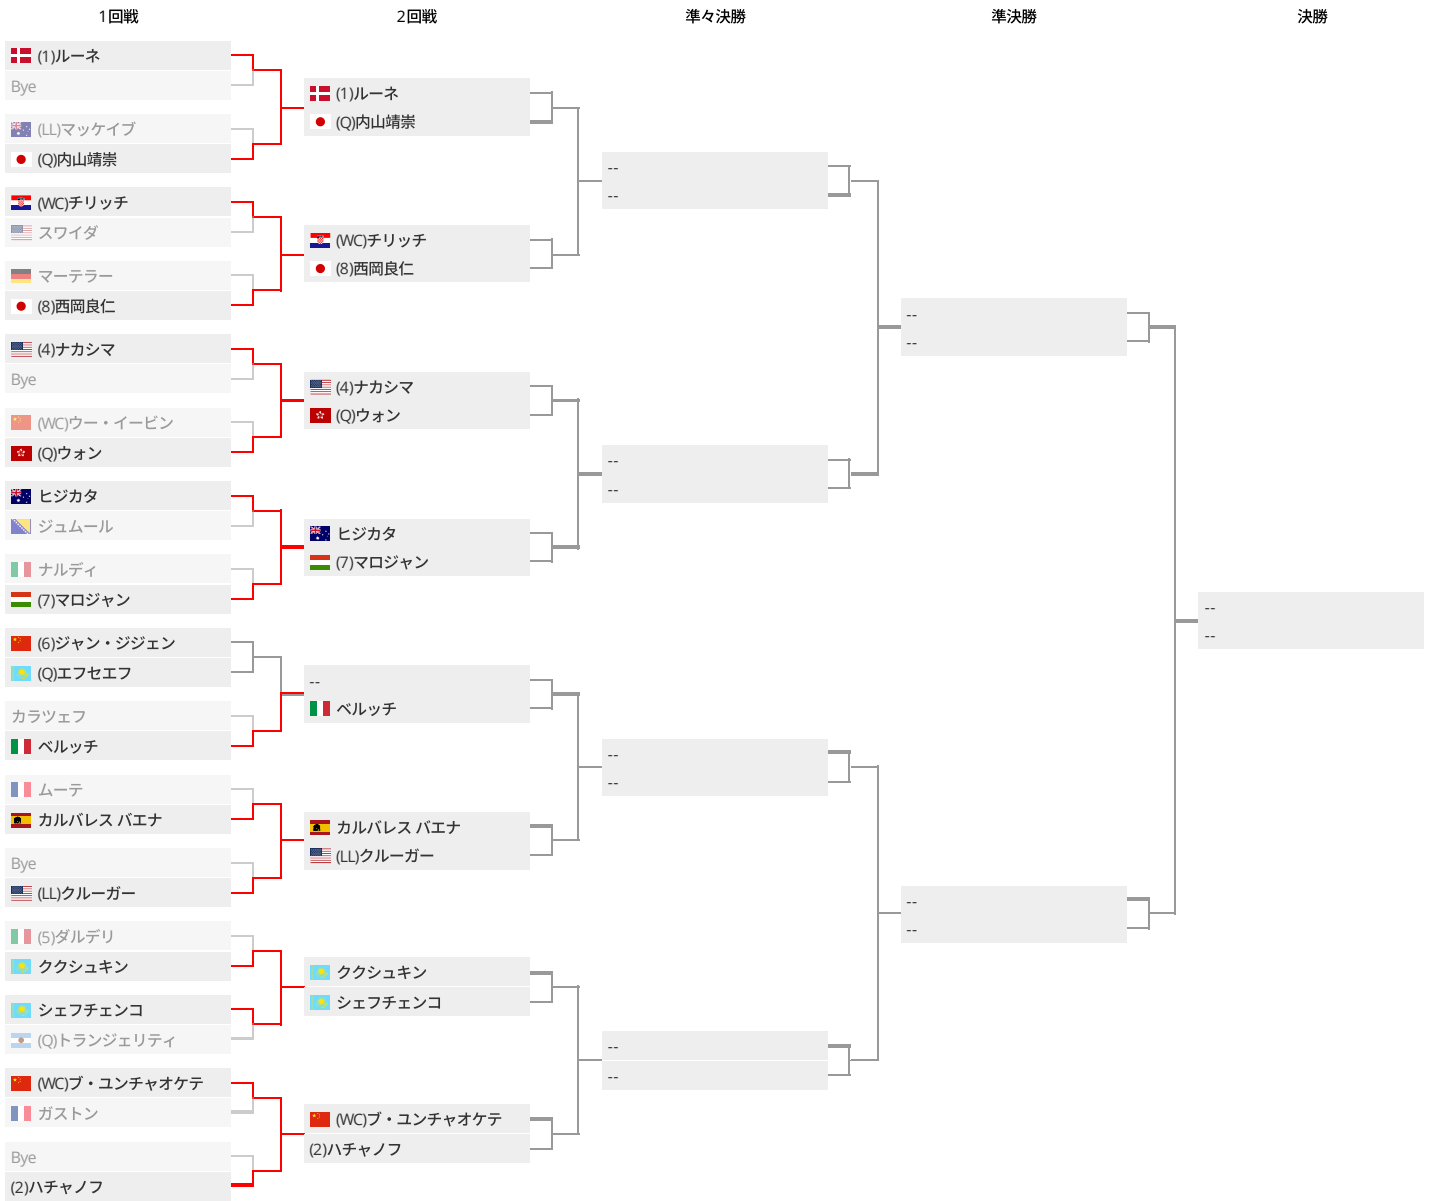 1回戦
2回戦
準々決勝
準決勝
決勝
(1)ルーネ
Bye
(LL)マッケイブ
(Q)内山靖崇
(WC)チリッチ
スワイダ
マーテラー
(8)西岡良仁
(4)ナカシマ
Bye
(WC)ウー・イービン
(Q)ウォン
ヒジカタ
ジュムール
ナルディ
(7)マロジャン
(6)ジャン・ジジェン
(Q)エフセエフ
カラツェフ
ベルッチ
ムーテ
カルバレス バエナ
Bye
(LL)クルーガー
(5)ダルデリ
ククシュキン
シェフチェンコ
(Q)トランジェリティ
(WC)ブ・ユンチャオケテ
ガストン
Bye
(2)ハチャノフ
(1)ルーネ
(Q)内山靖崇
(WC)チリッチ
(8)西岡良仁
(4)ナカシマ
(Q)ウォン
ヒジカタ
(7)マロジャン
--
ベルッチ
カルバレス バエナ
(LL)クルーガー
ククシュキン
シェフチェンコ
(WC)ブ・ユンチャオケテ
(2)ハチャノフ
--
--
--
--
--
--
--
--
--
--
--
--
--
--